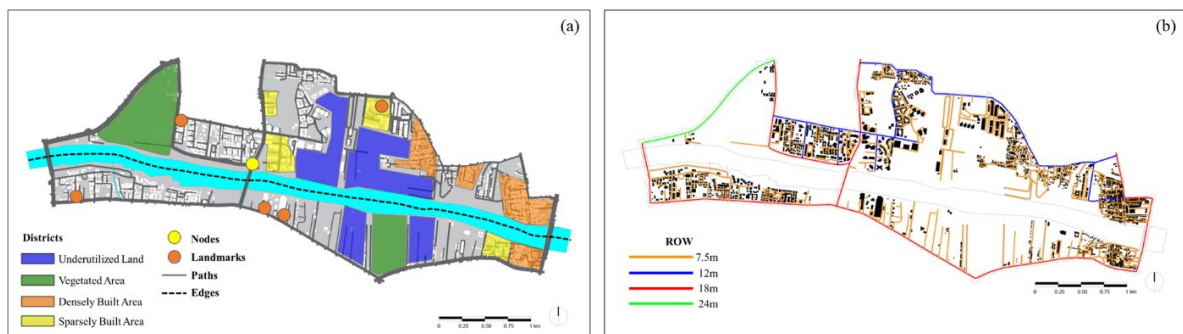 (a)
Districts
Underutilized Land
Vegetated Area
Densely Built Area
Sparsely Built Area
Nodes
Landmarks
Paths
Edges
0 0.25 0.50 0.75 1 km
(b)
ROW
7.5m
12m
18m
24m
0 0.25 0.50 0.75 1 km